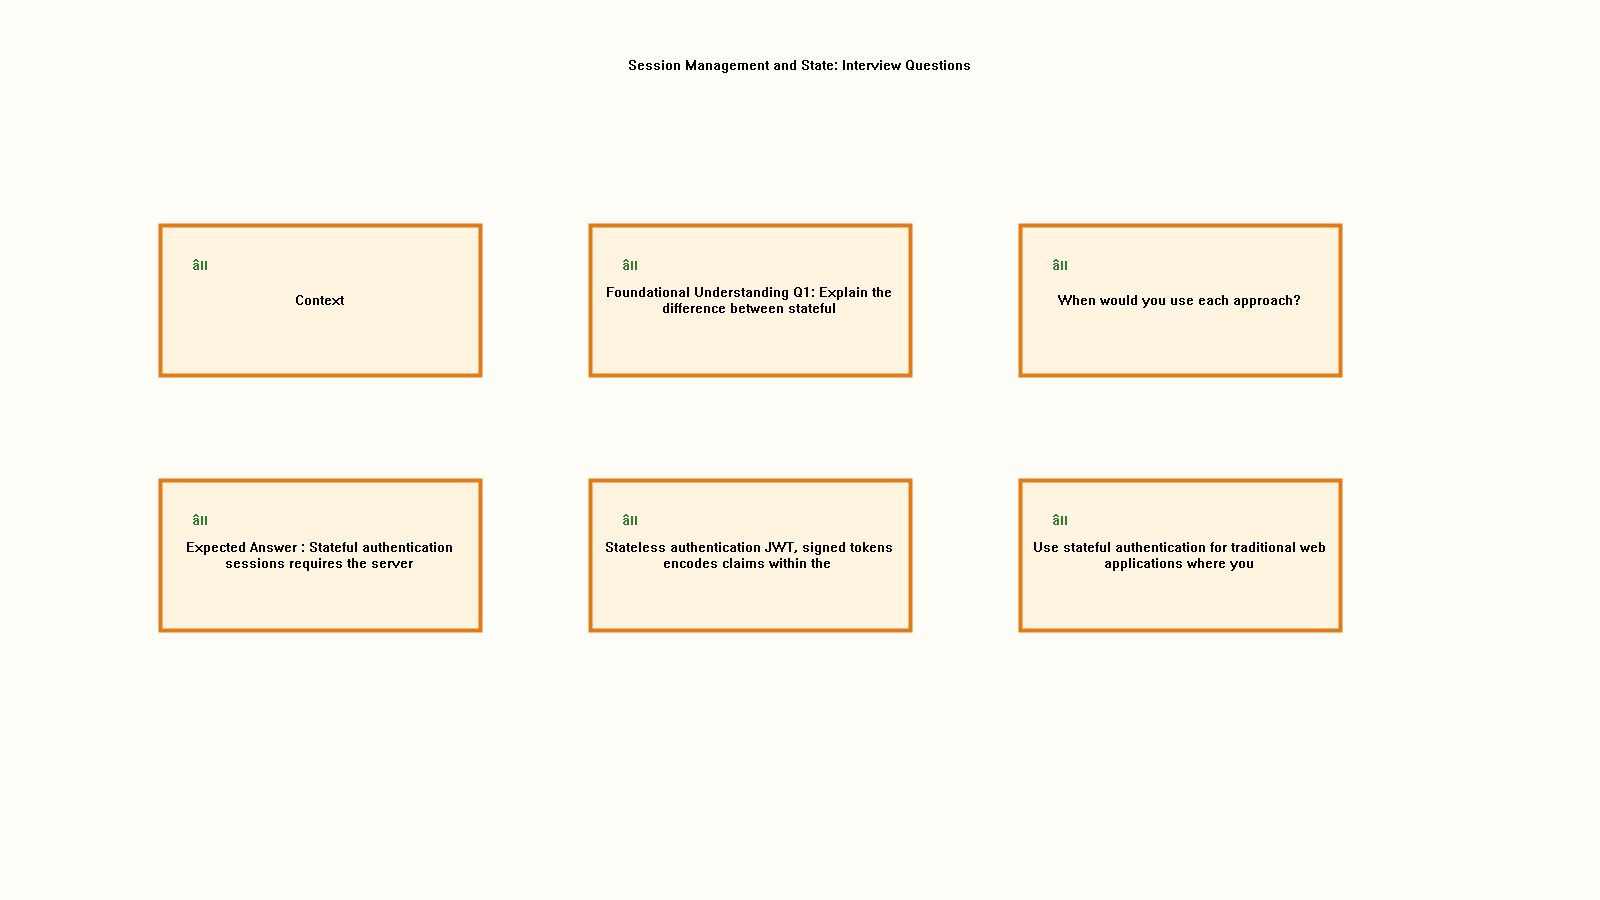 Session Management and State: Interview Questions
âıı
Context
âıı
Foundational Understanding Q1: Explain the
difference between stateful
âıı
When would you use each approach?
âıı
Expected Answer : Stateful authentication
sessions requires the server
âıı
Stateless authentication JWT, signed tokens
encodes claims within the
âıı
Use stateful authentication for traditional web
applications where you